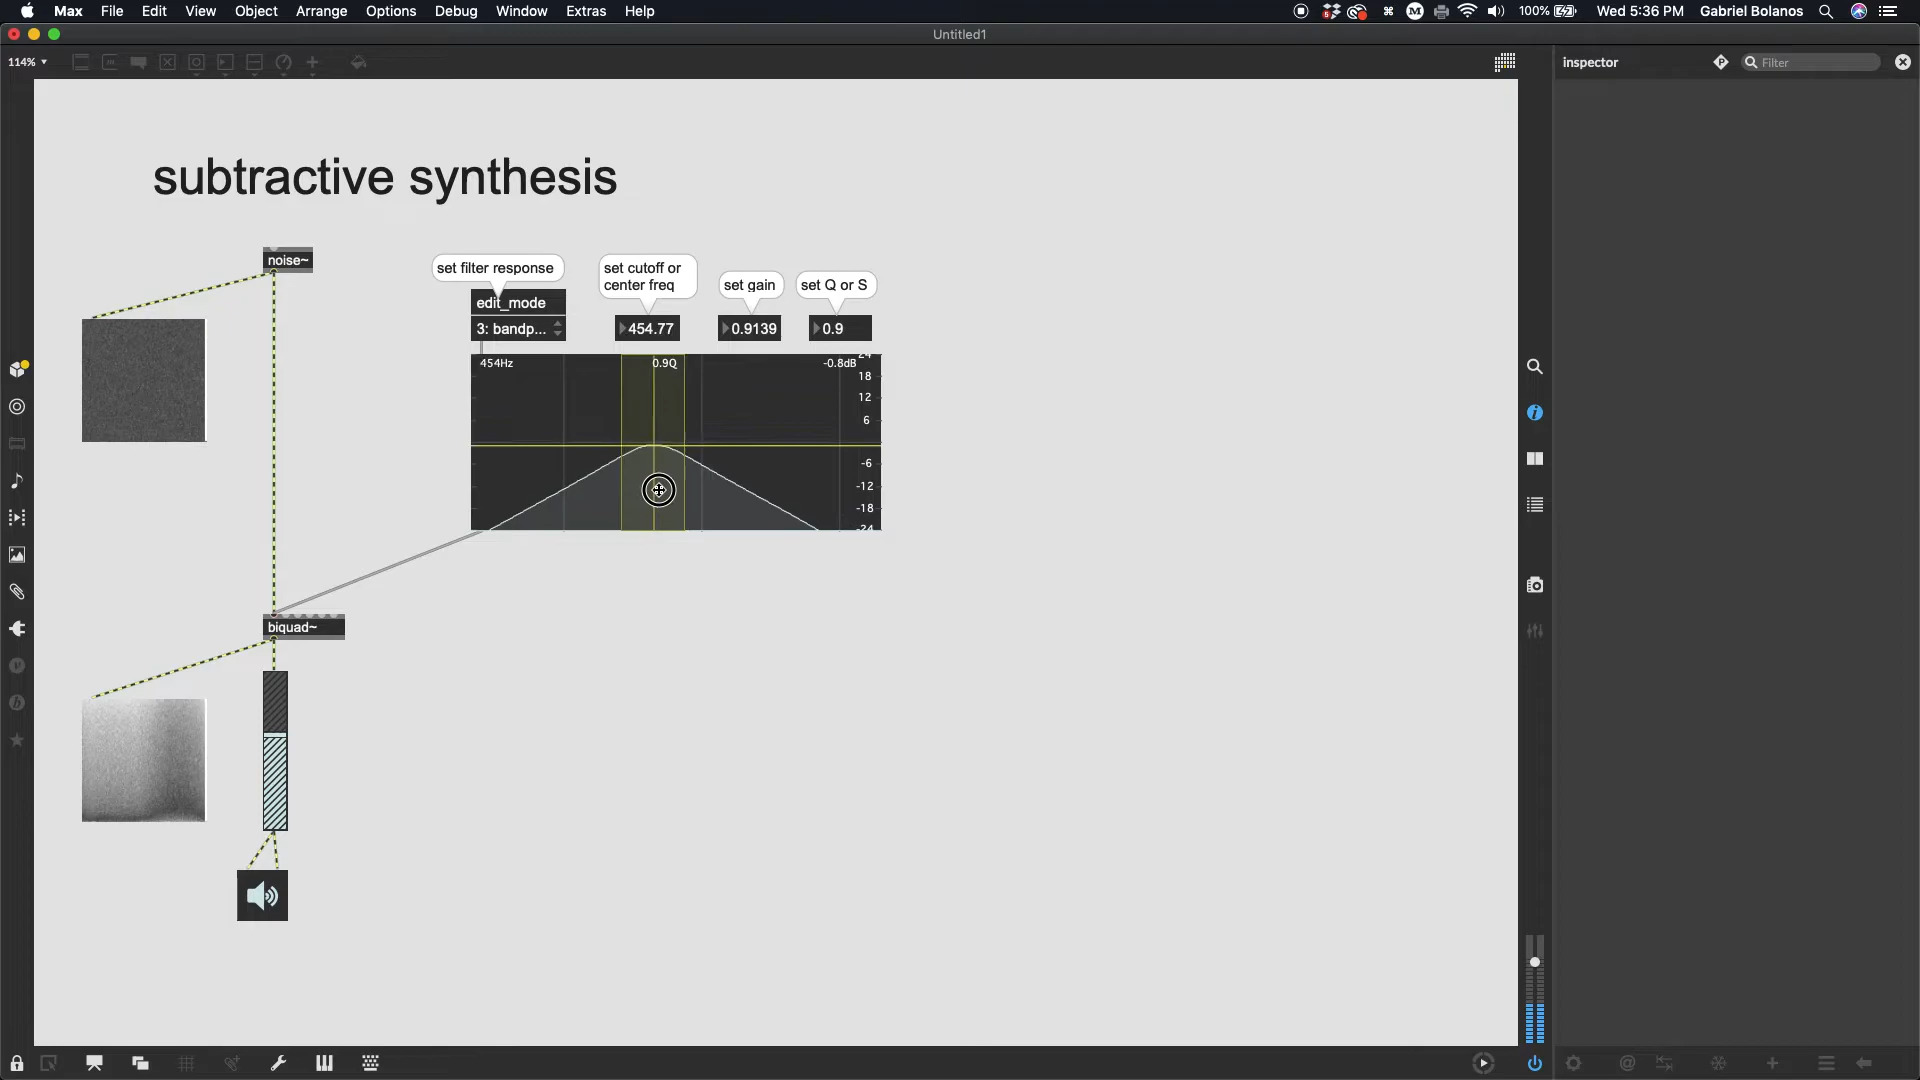 Max File Edit View Object Arrange Options Debug Window Extras Help
5 M 100% Wed 5:36 PM Gabriel Bolanos
Untitled1
114%
inspector
P
Filter
subtractive synthesis
noise~
set filter response
set cutoff or
center freq
set gain
set Q or S
edit_mode
3: bandp...
454.77
0.9139
0.9
454Hz
0.9Q
-0.8dB
24
18
12
6
-6
-12
-18
-24
biquad~